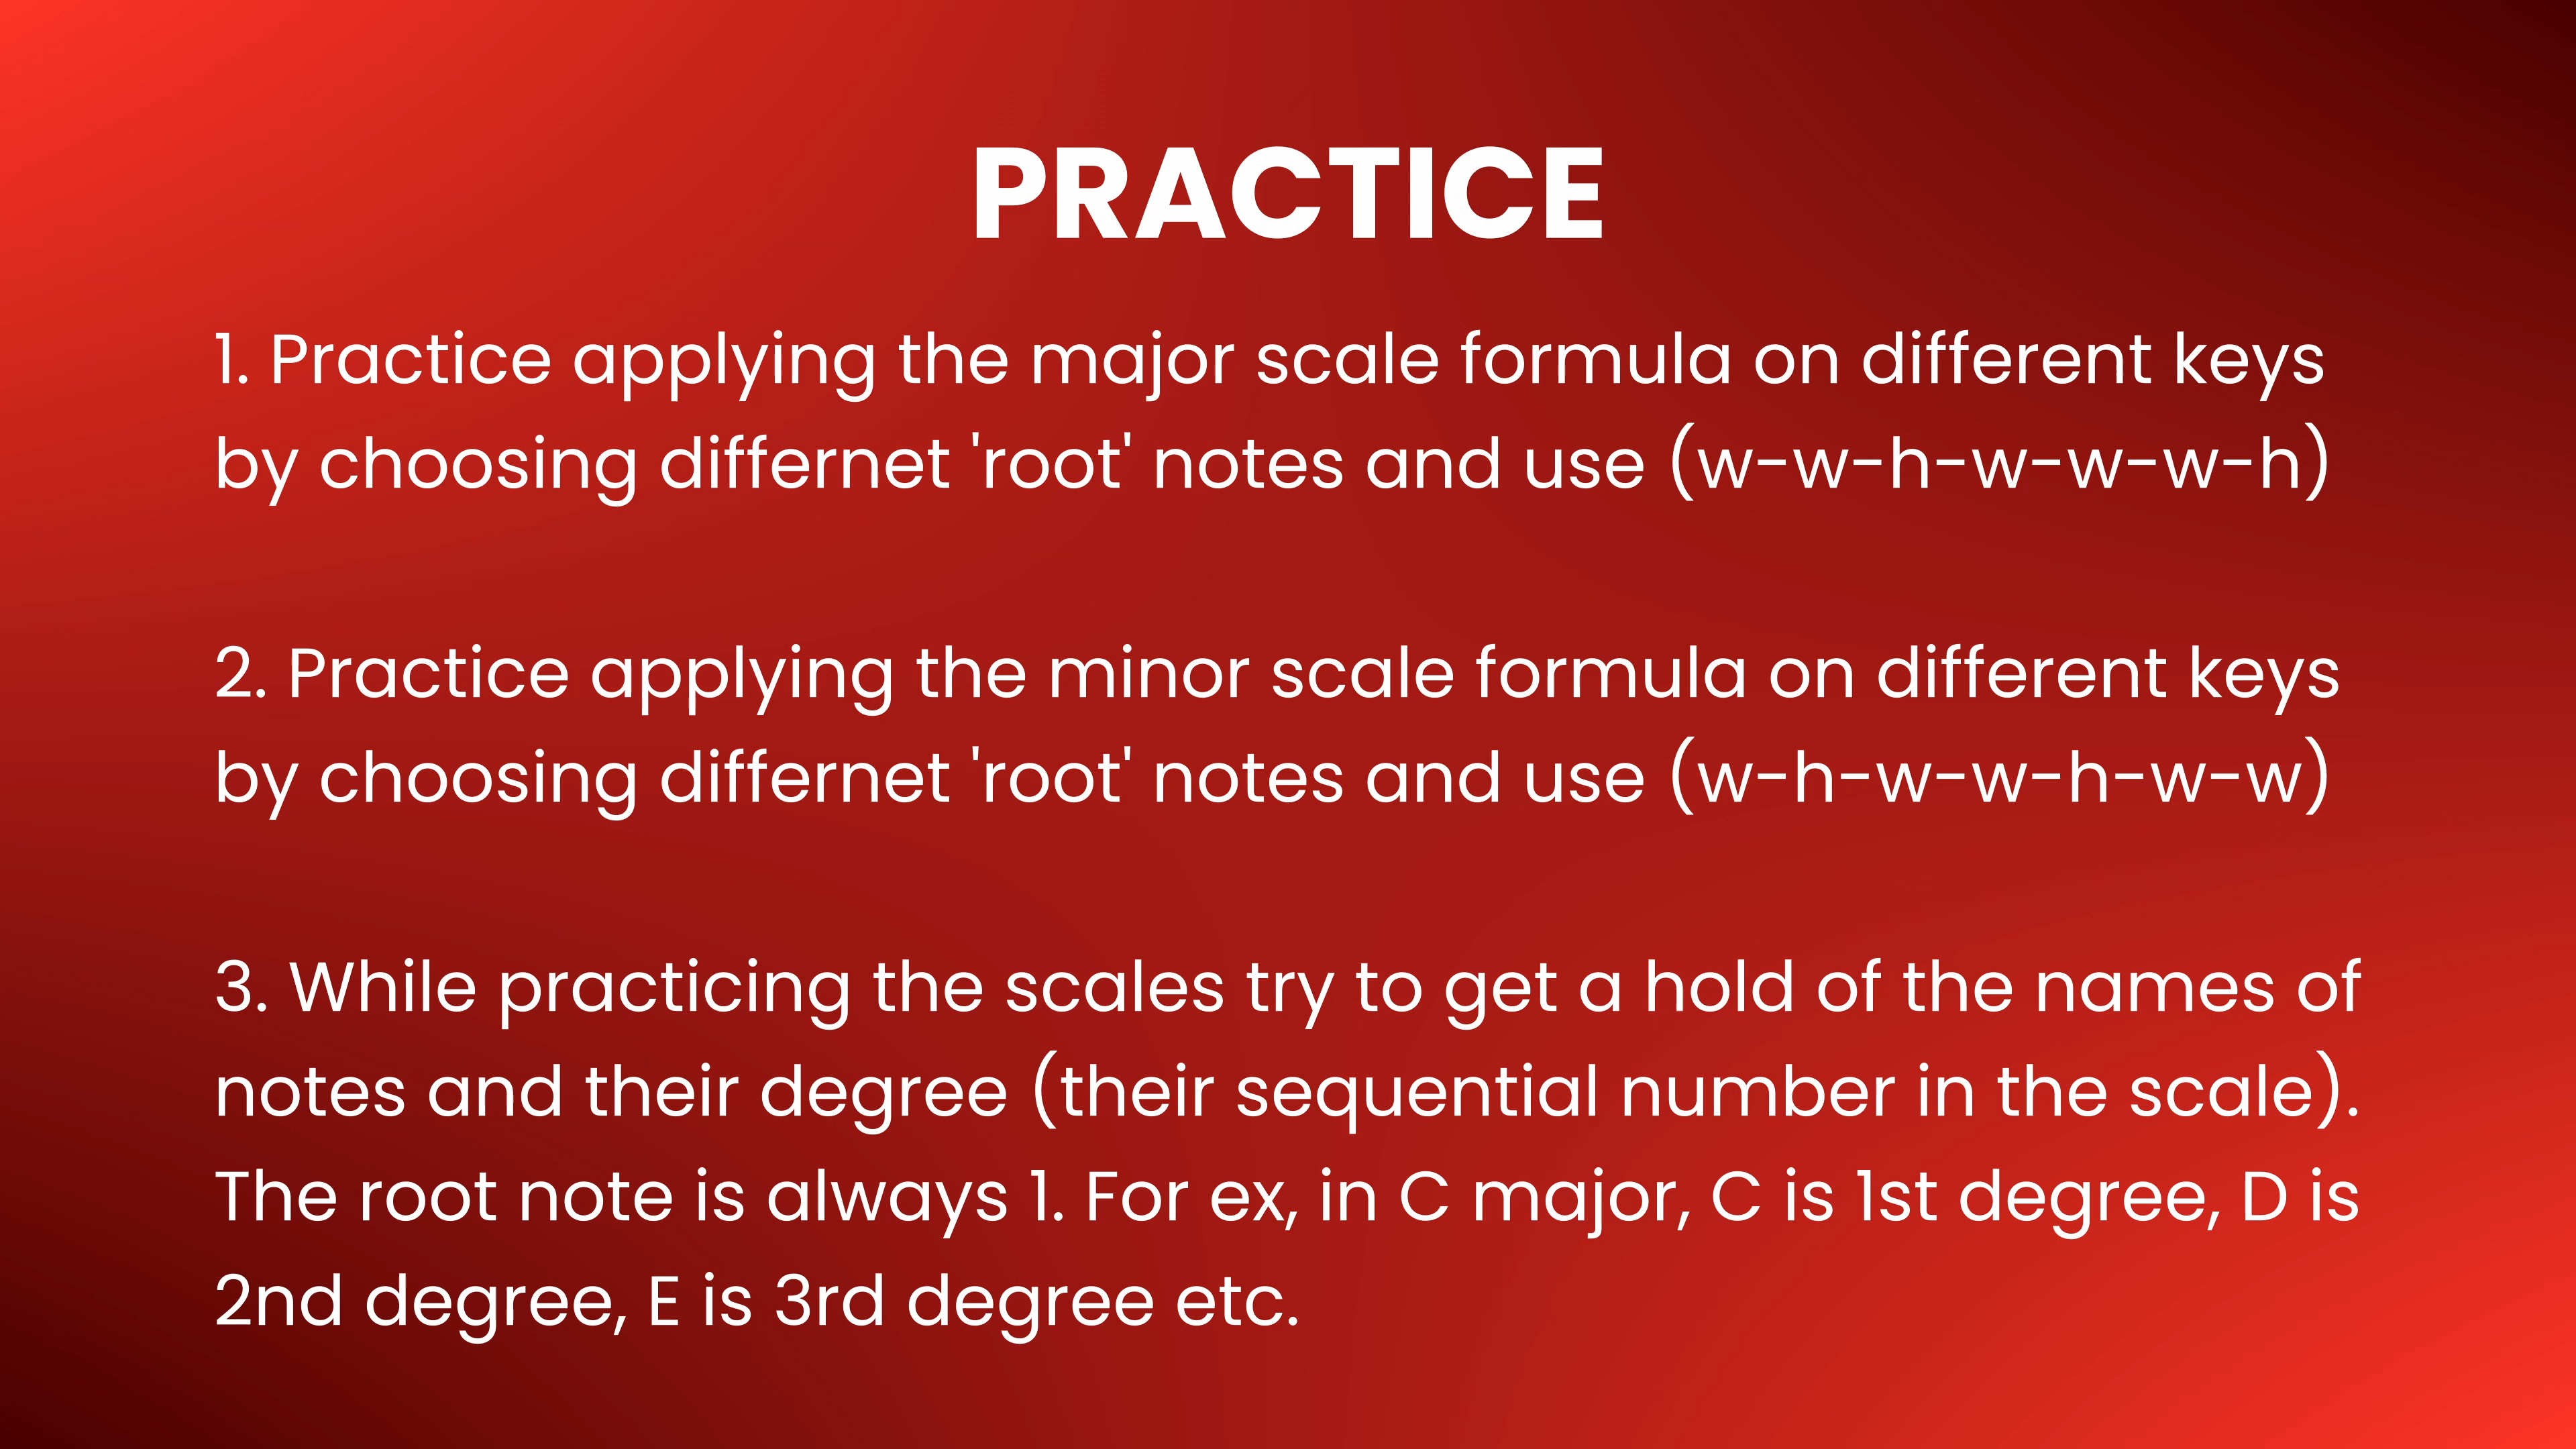 PRACTICE
1. Practice applying the major scale formula on different keys
by choosing differnet 'root' notes and use (w-w-h-w-w-w-h)
2. Practice applying the minor scale formula on different keys
by choosing differnet 'root' notes and use (w-h-w-w-h-w-w)
3. While practicing the scales try to get a hold of the names of
notes and their degree (their sequential number in the scale).
The root note is always 1. For ex, in C major, C is 1st degree, D is
2nd degree, E is 3rd degree etc.